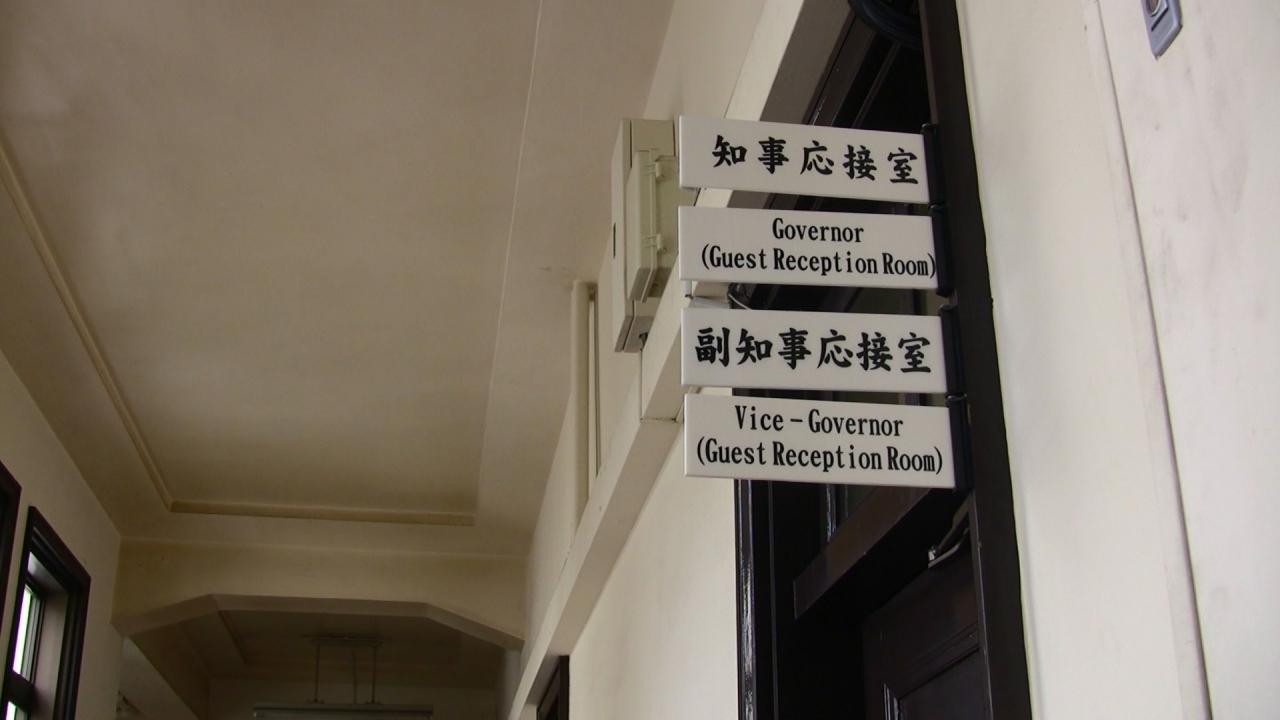 知事応接室
Governor
(Guest Reception Room)
副知事応接室
Vice-Governor
(Guest Reception Room)